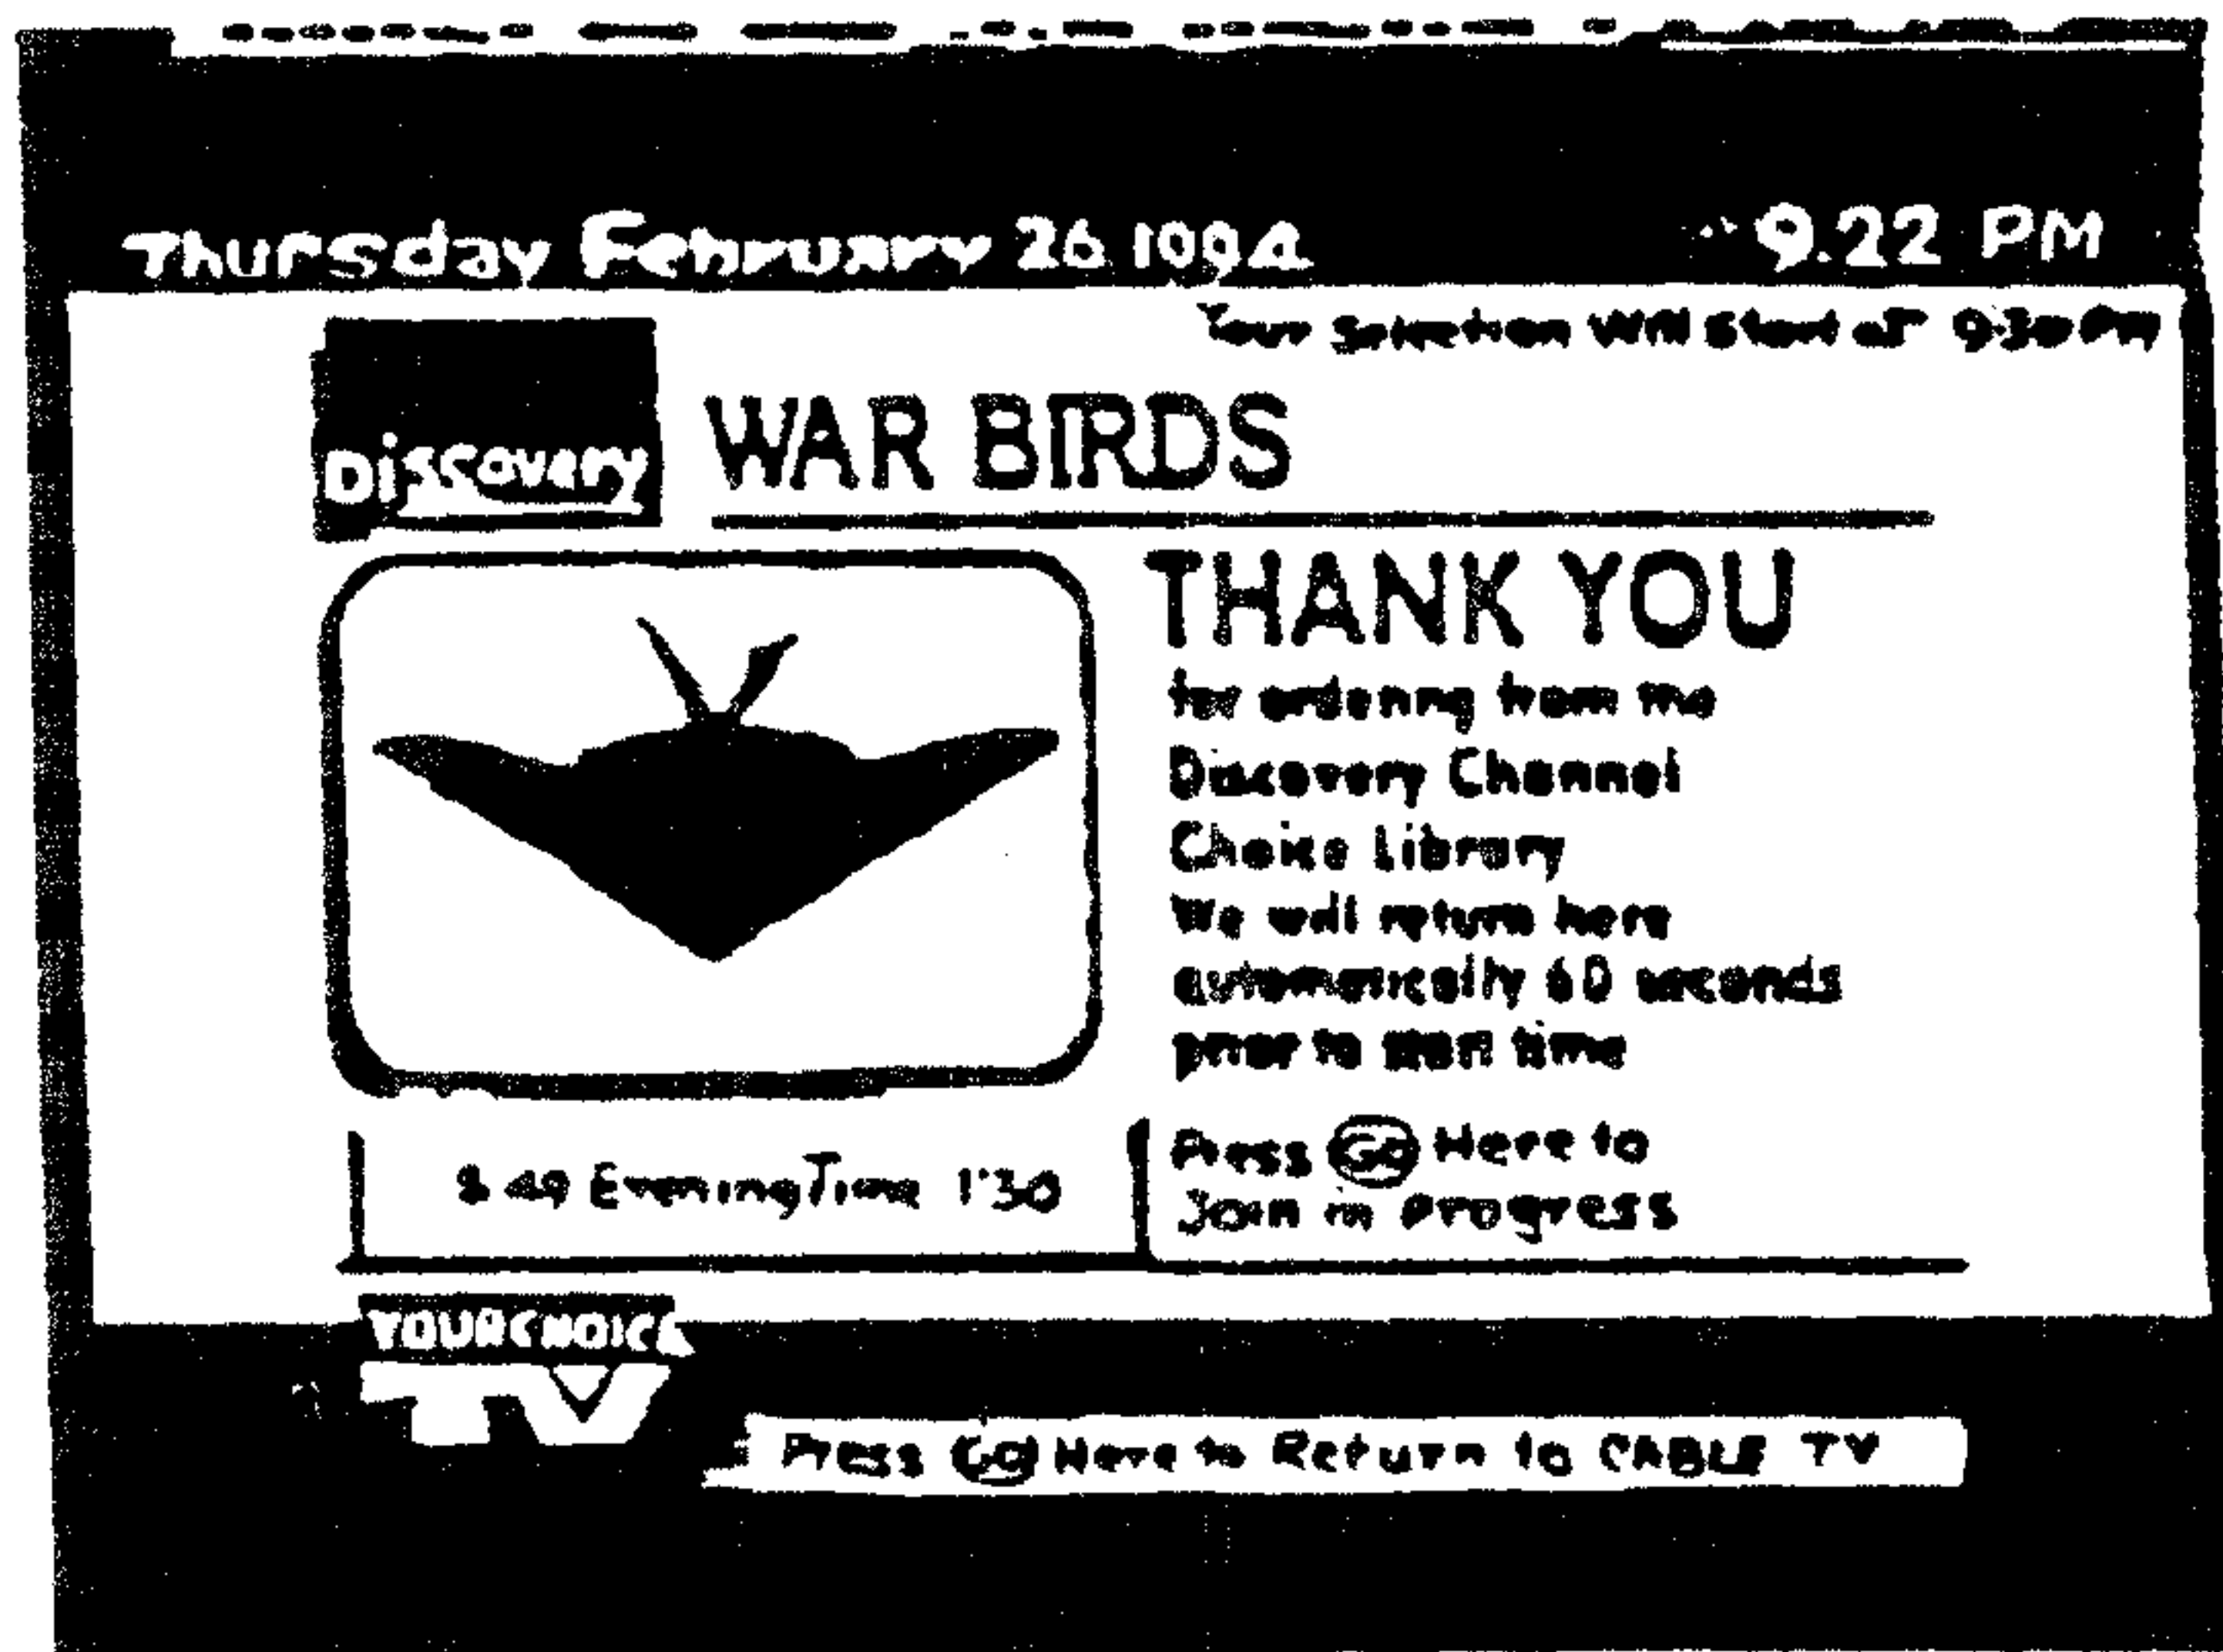 Thursday February 26 1994
9.22 PM
Your Selection Will Start at 9:30 PM
Discovery
WAR BIRDS
THANK YOU
for ordering from the
Discovery Channel
Choice Library
We will return here
automatically 60 seconds
prior to start time
$ 49 Evening Time 1:30
Press Go Here to
Join in Progress
YOUR CHOICE
TV
Press Go Here to Return to CABLE TV